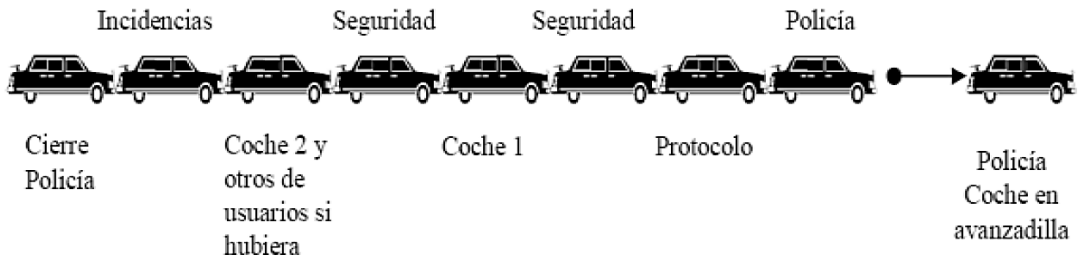 Incidencias
Seguridad
Seguridad
Policía
Cierre
Policía
Coche 2 y
otros de
usuarios si
hubiera
Coche 1
Protocolo
Policía
Coche en
avanzadilla